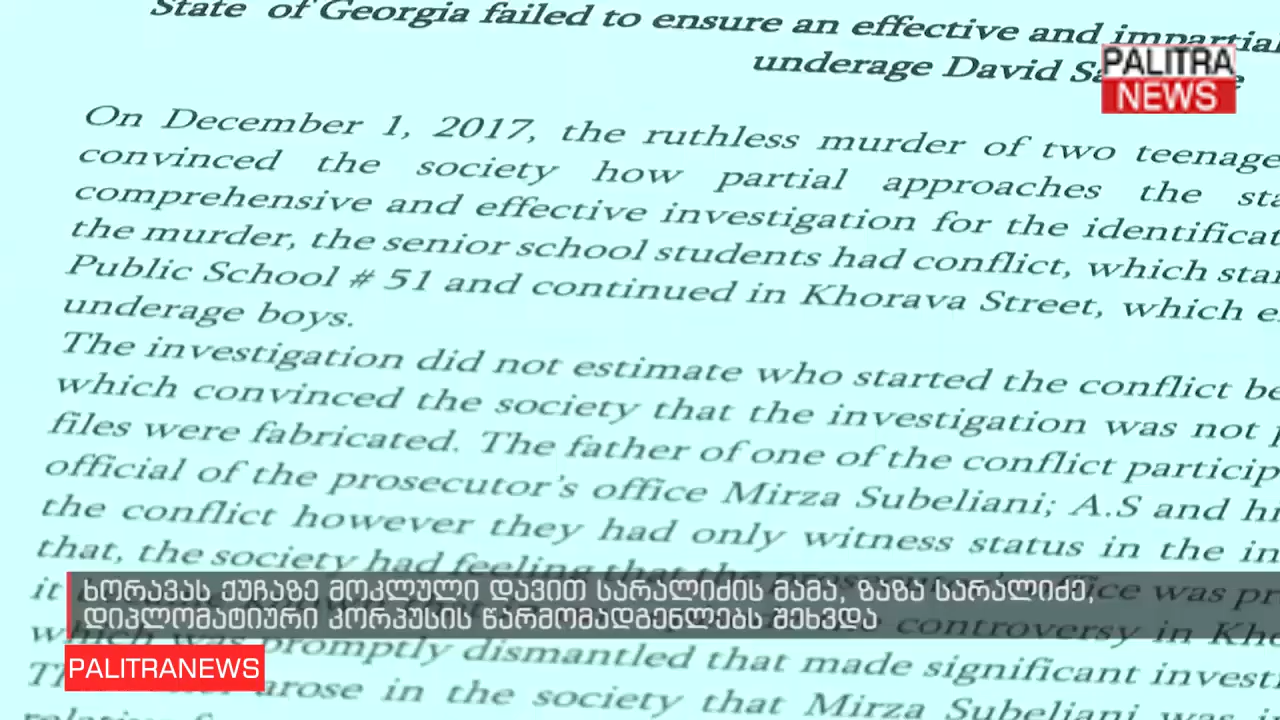 State of Georgia failed to ensure an effective and impartial
underage David
PALITRA
NEWS
On December 1, 2017, the ruthless murder of two teenage
convinced the society how partial approaches the sta
comprehensive and effective investigation for the identificat
the murder, the senior school students had conflict, which star
Public School # 51 and continued in Khorava Street, which e
underage boys.
The investigation did not estimate who started the conflict be
which convinced the society that the investigation was not p
files were fabricated. The father of one of the conflict particip
official of the prosecutor's office Mirza Subeliani; A.S and hi
the conflict however they had only witness status in the in
that, the society had feeling that the was pr
it
ხორავას ქუჩაზე მოკლული დავით სარალიძის მამა, ზაზა სარალიძე,
დიპლომატიური კორპუსის წარმომადგენლებს შეხვდა
which controversy in Kho
promptly dismantled that made significant investi
PALITRANEWS
arose in the society that Mirza Subeliani was i